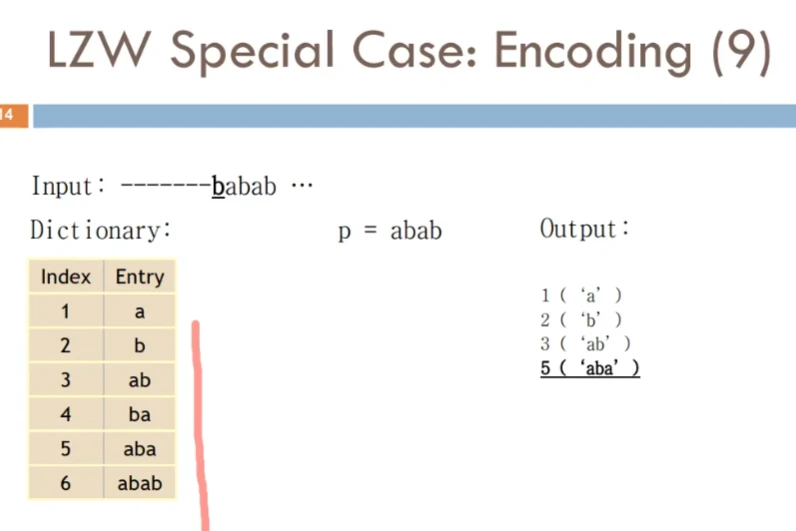 LZW Special Case: Encoding (9)
14
Input: -------babab …
Dictionary:
p = abab
Output:
Index Entry
1 a
2 b
3 ab
4 ba
5 aba
6 abab
1 ( ‘a’ )
2 ( ‘b’ )
3 ( ‘ab’ )
5 ( ‘aba’ )